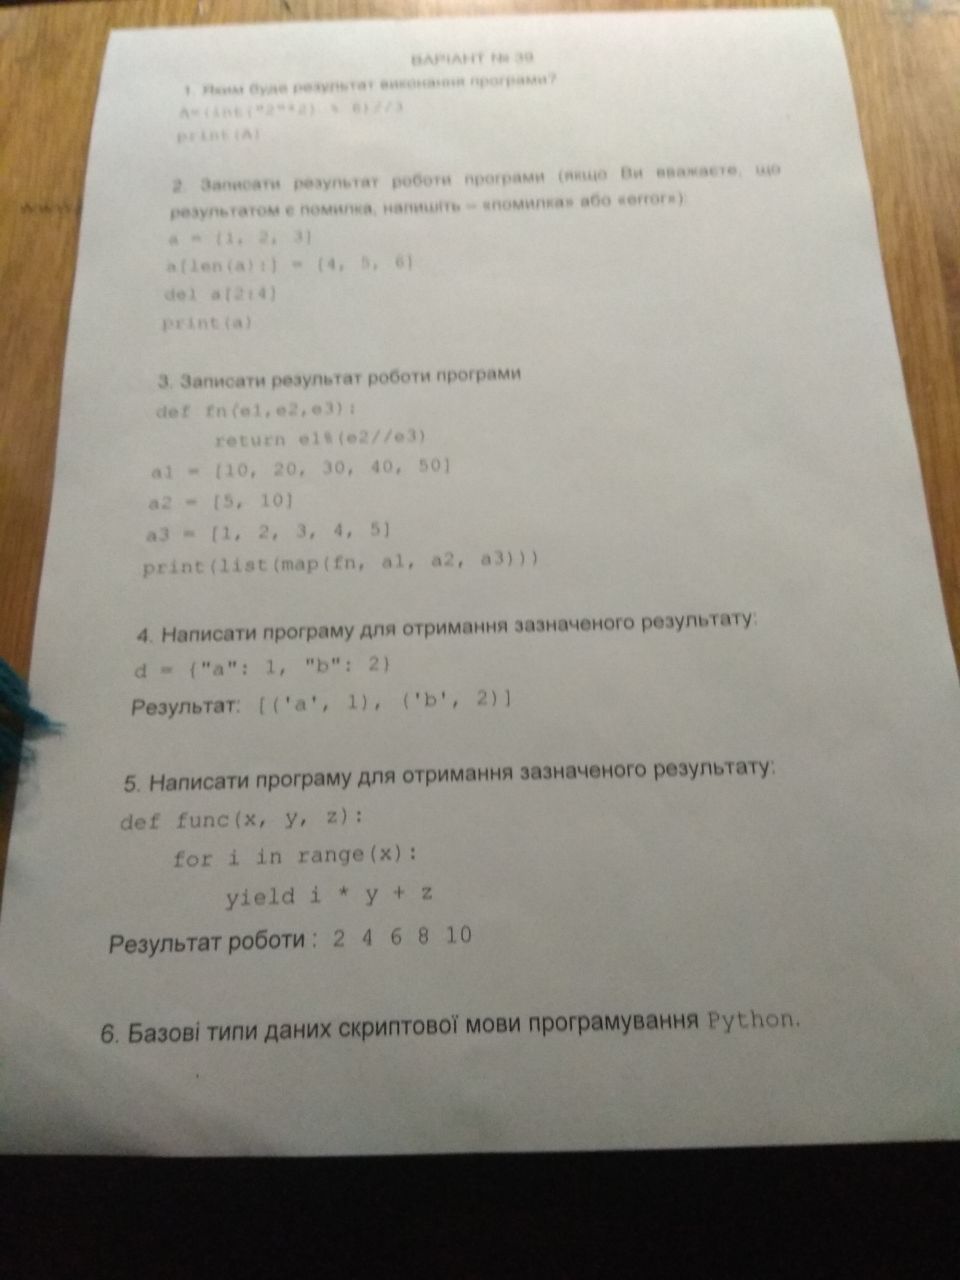 ВАРІАНТ № 39
1. Яким буде результат виконання програми?
A=(int("2"*2) % 6)//3
print(A)
2. Записати результат роботи програми (якщо Ви вважаєте, що
результатом є помилка, напишіть – «помилка» або «error»):
a = [1, 2, 3]
a[len(a):] = [4, 5, 6]
del a[2:4]
print(a)
3. Записати результат роботи програми
def fn(e1,e2,e3):
return e1%(e2//e3)
a1 = [10, 20, 30, 40, 50]
a2 = [5, 10]
a3 = [1, 2, 3, 4, 5]
print(list(map(fn, a1, a2, a3)))
4. Написати програму для отримання зазначеного результату:
d = {"a": 1, "b": 2}
Результат: [('a', 1), ('b', 2)]
5. Написати програму для отримання зазначеного результату:
def func(x, y, z):
for i in range(x):
yield i * y + z
Результат роботи : 2 4 6 8 10
6. Базові типи даних скриптової мови програмування Python.